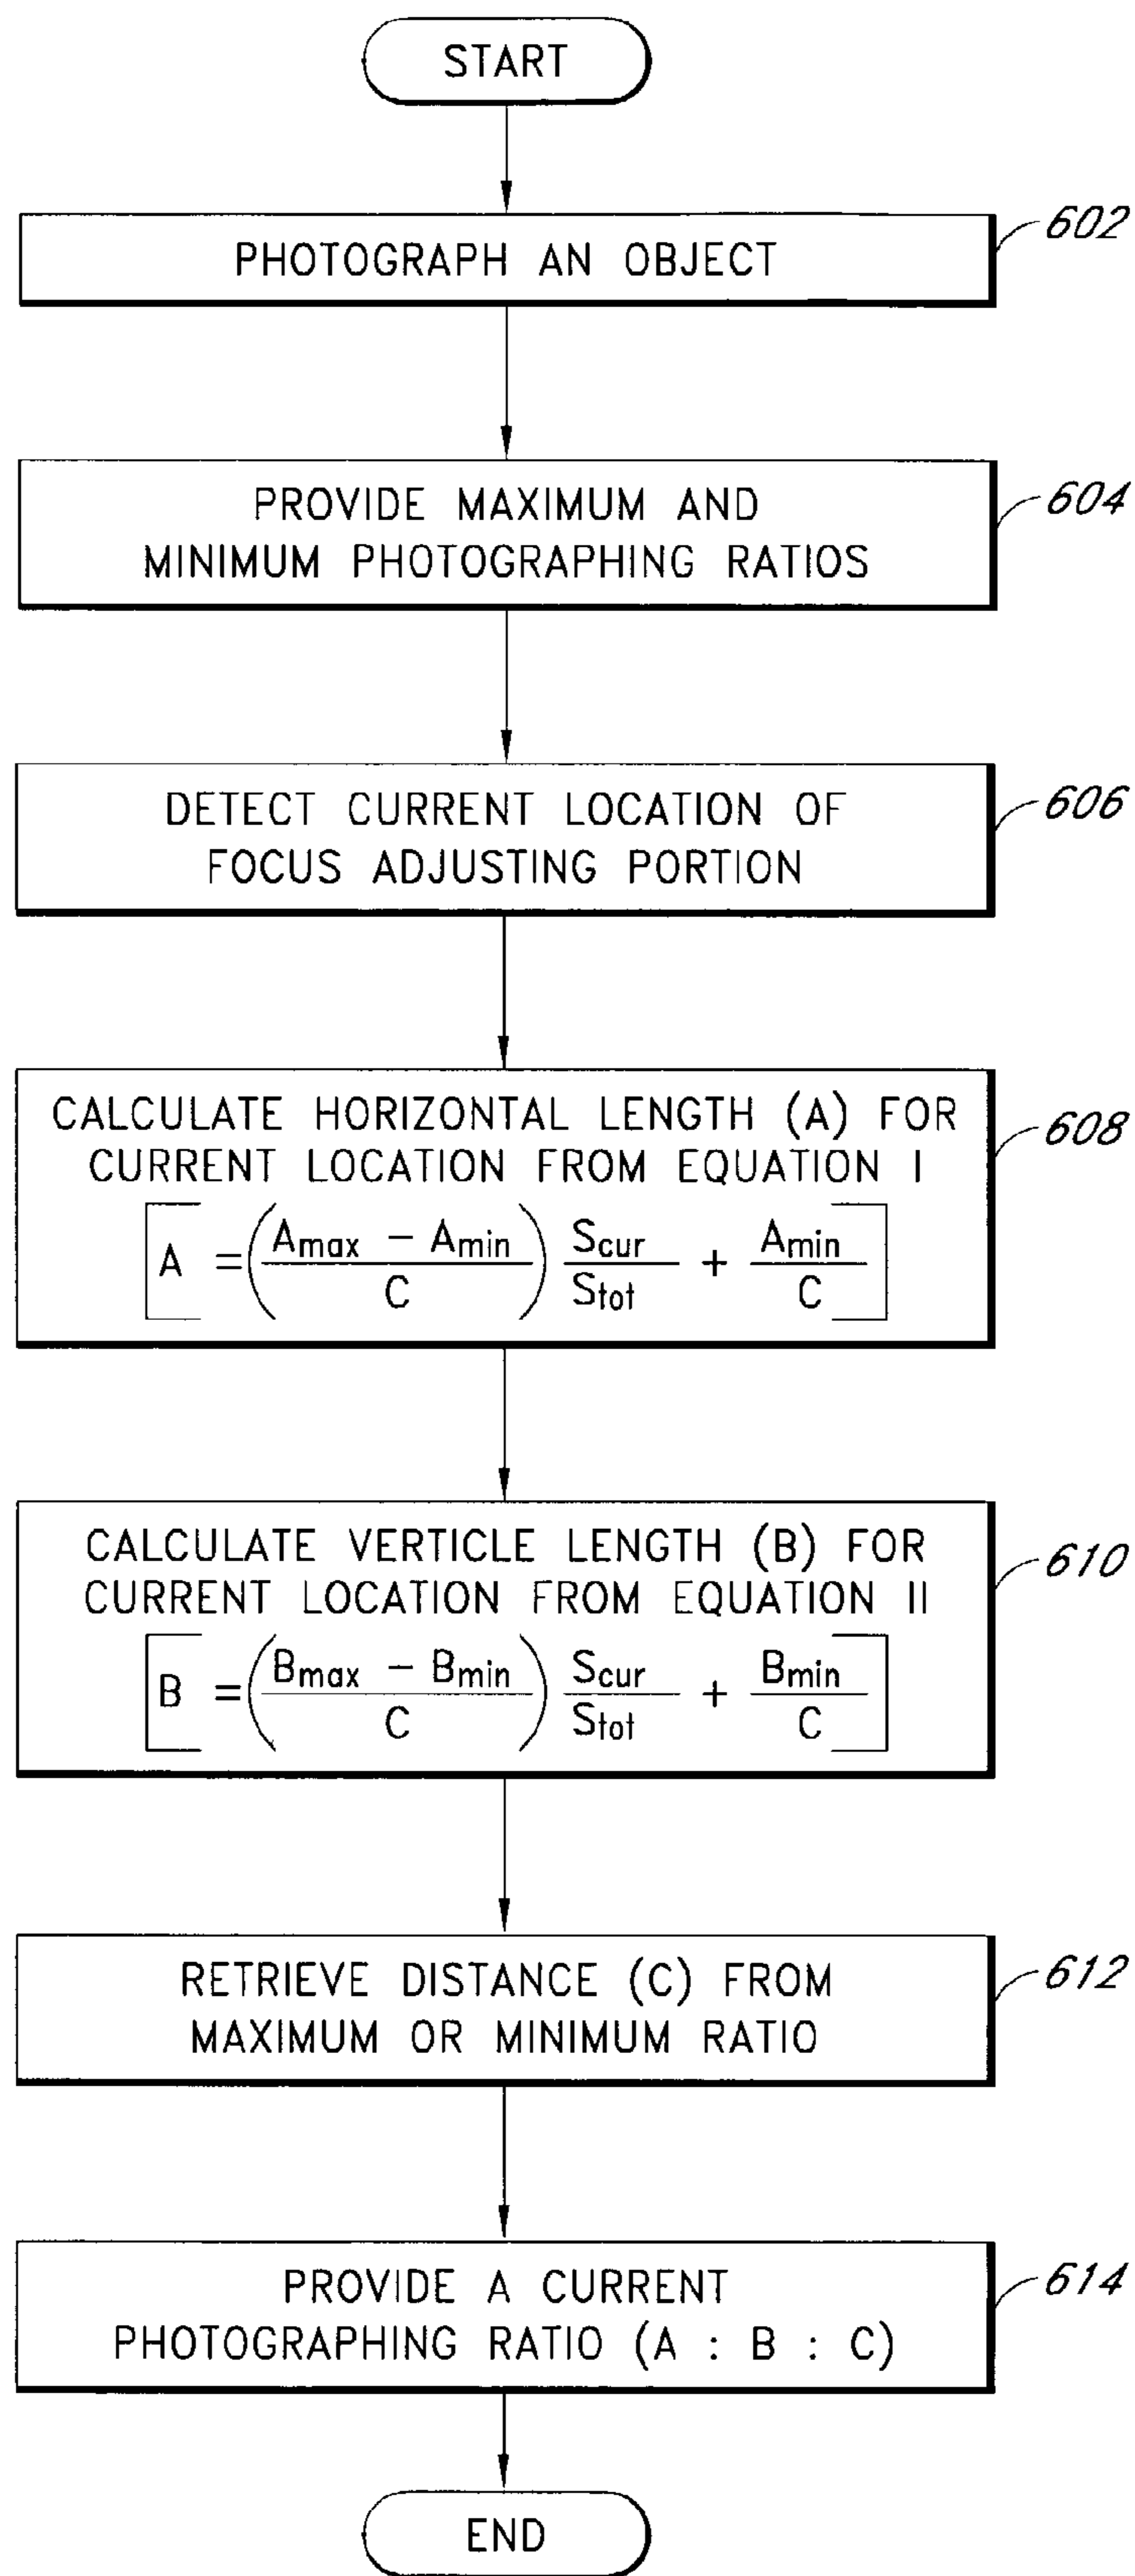 START
PHOTOGRAPH AN OBJECT
602
PROVIDE MAXIMUM AND
MINIMUM PHOTOGRAPHING RATIOS
604
DETECT CURRENT LOCATION OF
FOCUS ADJUSTING PORTION
606
CALCULATE HORIZONTAL LENGTH (A) FOR
CURRENT LOCATION FROM EQUATION I
[A = (Amax - Amin / C) Scur / Stot + Amin / C]
608
CALCULATE VERTICLE LENGTH (B) FOR
CURRENT LOCATION FROM EQUATION II
[B = (Bmax - Bmin / C) Scur / Stot + Bmin / C]
610
RETRIEVE DISTANCE (C) FROM
MAXIMUM OR MINIMUM RATIO
612
PROVIDE A CURRENT
PHOTOGRAPHING RATIO (A : B : C)
614
END